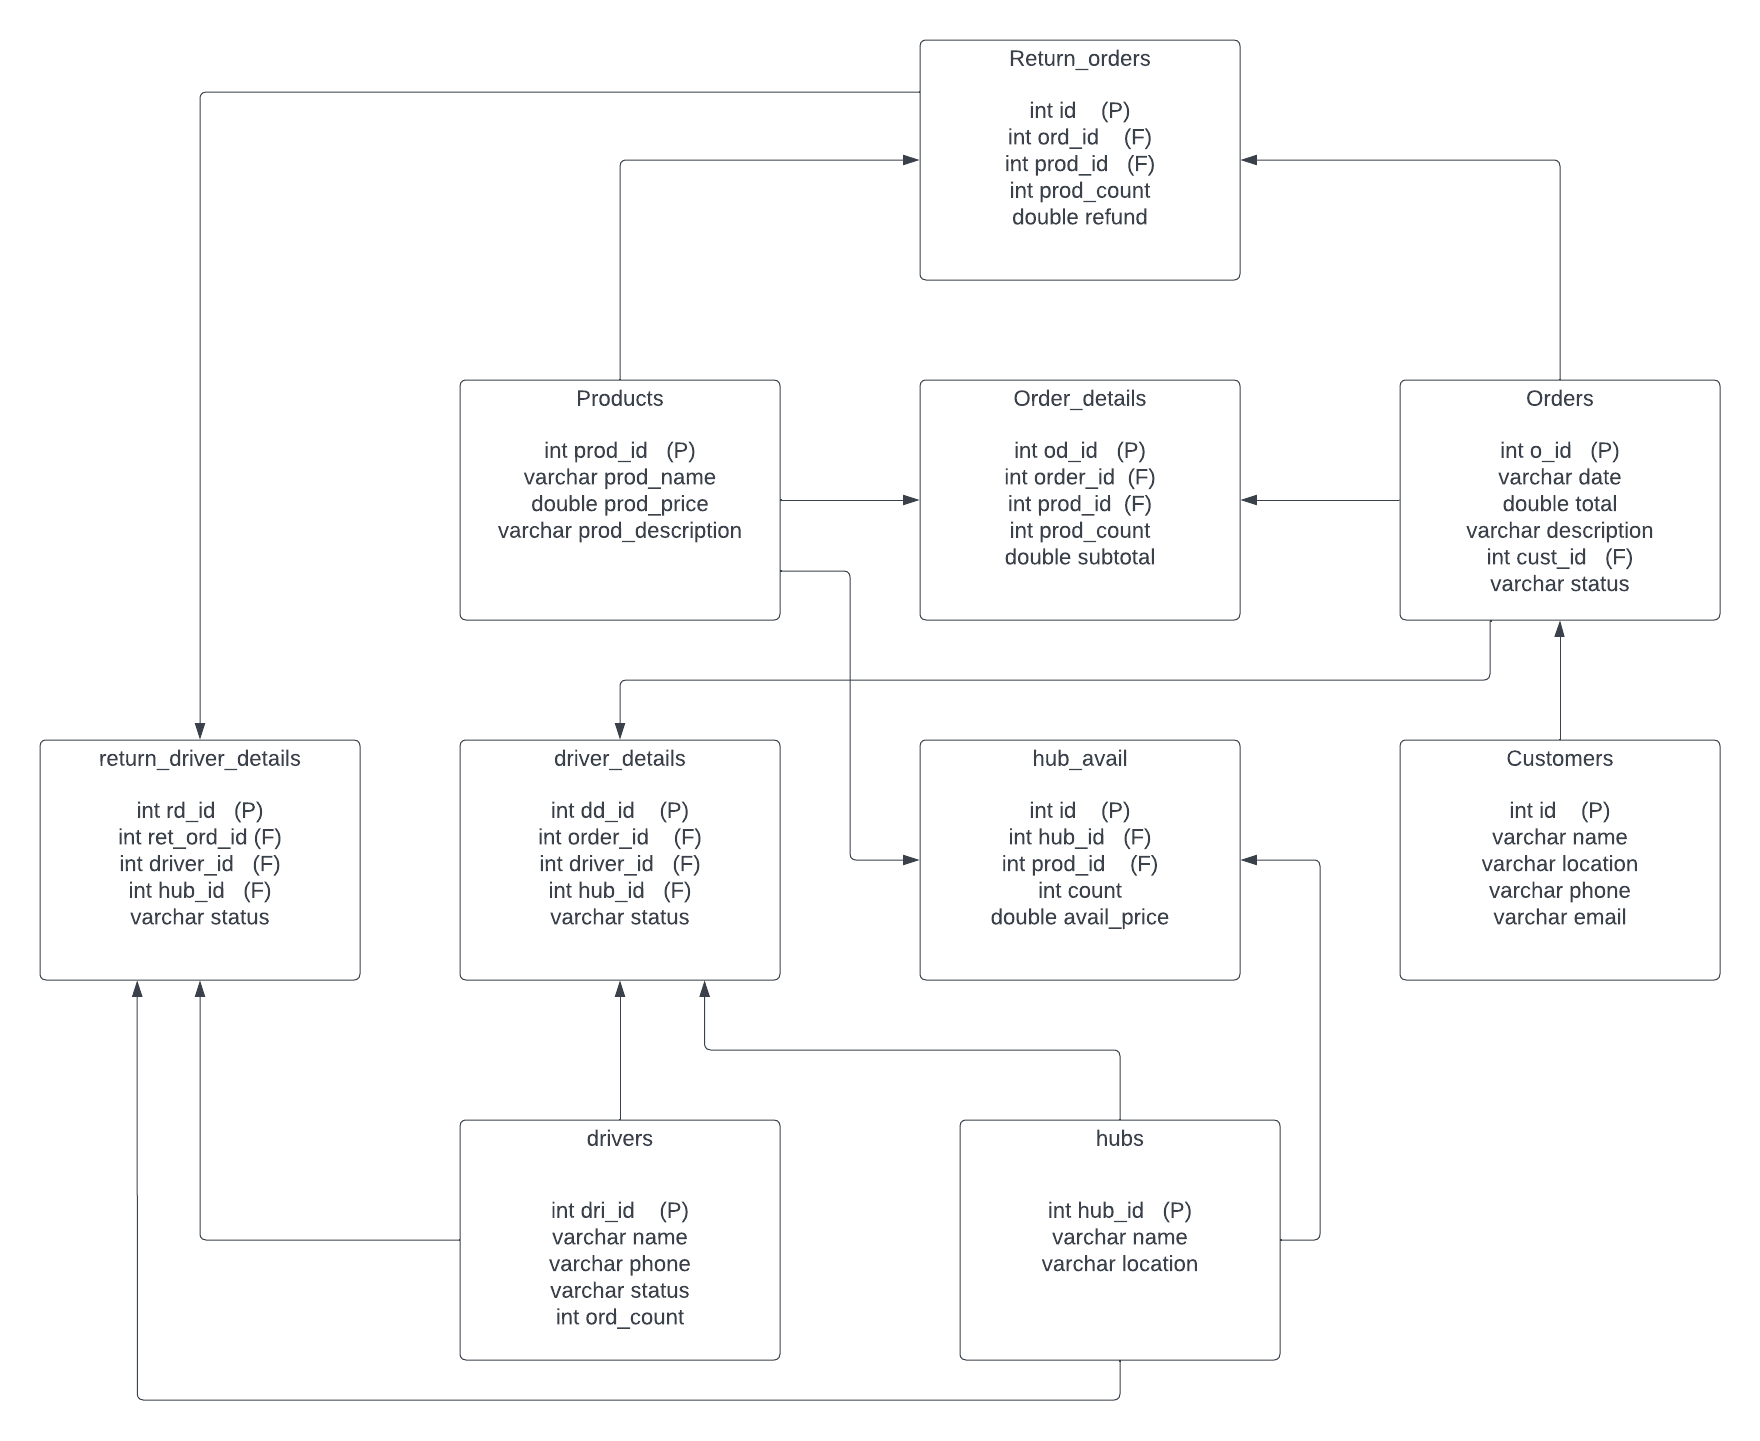 Return_orders
int id (P)
int ord_id (F)
int prod_id (F)
int prod_count
double refund
Products
int prod_id (P)
varchar prod_name
double prod_price
varchar prod_description
Order_details
int od_id (P)
int order_id (F)
int prod_id (F)
int prod_count
double subtotal
Orders
int o_id (P)
varchar date
double total
varchar description
int cust_id (F)
varchar status
return_driver_details
int rd_id (P)
int ret_ord_id (F)
int driver_id (F)
int hub_id (F)
varchar status
driver_details
int dd_id (P)
int order_id (F)
int driver_id (F)
int hub_id (F)
varchar status
hub_avail
int id (P)
int hub_id (F)
int prod_id (F)
int count
double avail_price
Customers
int id (P)
varchar name
varchar location
varchar phone
varchar email
drivers
int dri_id (P)
varchar name
varchar phone
varchar status
int ord_count
hubs
int hub_id (P)
varchar name
varchar location